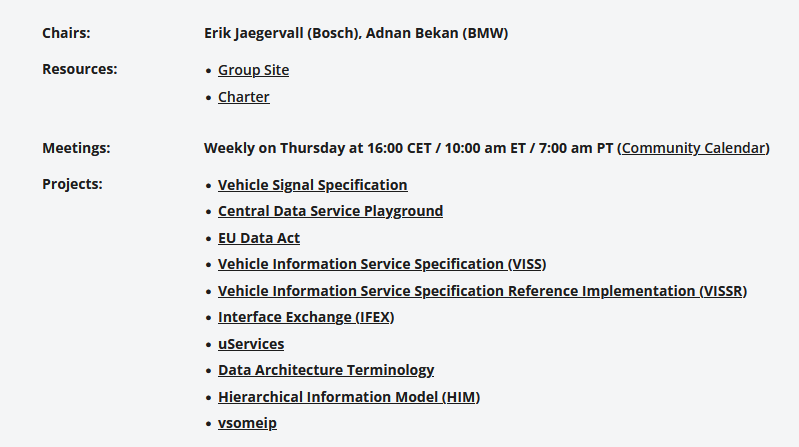 Chairs: Erik Jaegervall (Bosch), Adnan Bekan (BMW)
Resources: • Group Site
• Charter
Meetings: Weekly on Thursday at 16:00 CET / 10:00 am ET / 7:00 am PT (Community Calendar)
Projects: • Vehicle Signal Specification
• Central Data Service Playground
• EU Data Act
• Vehicle Information Service Specification (VISS)
• Vehicle Information Service Specification Reference Implementation (VISSR)
• Interface Exchange (IFEX)
• uServices
• Data Architecture Terminology
• Hierarchical Information Model (HIM)
• vsomeip